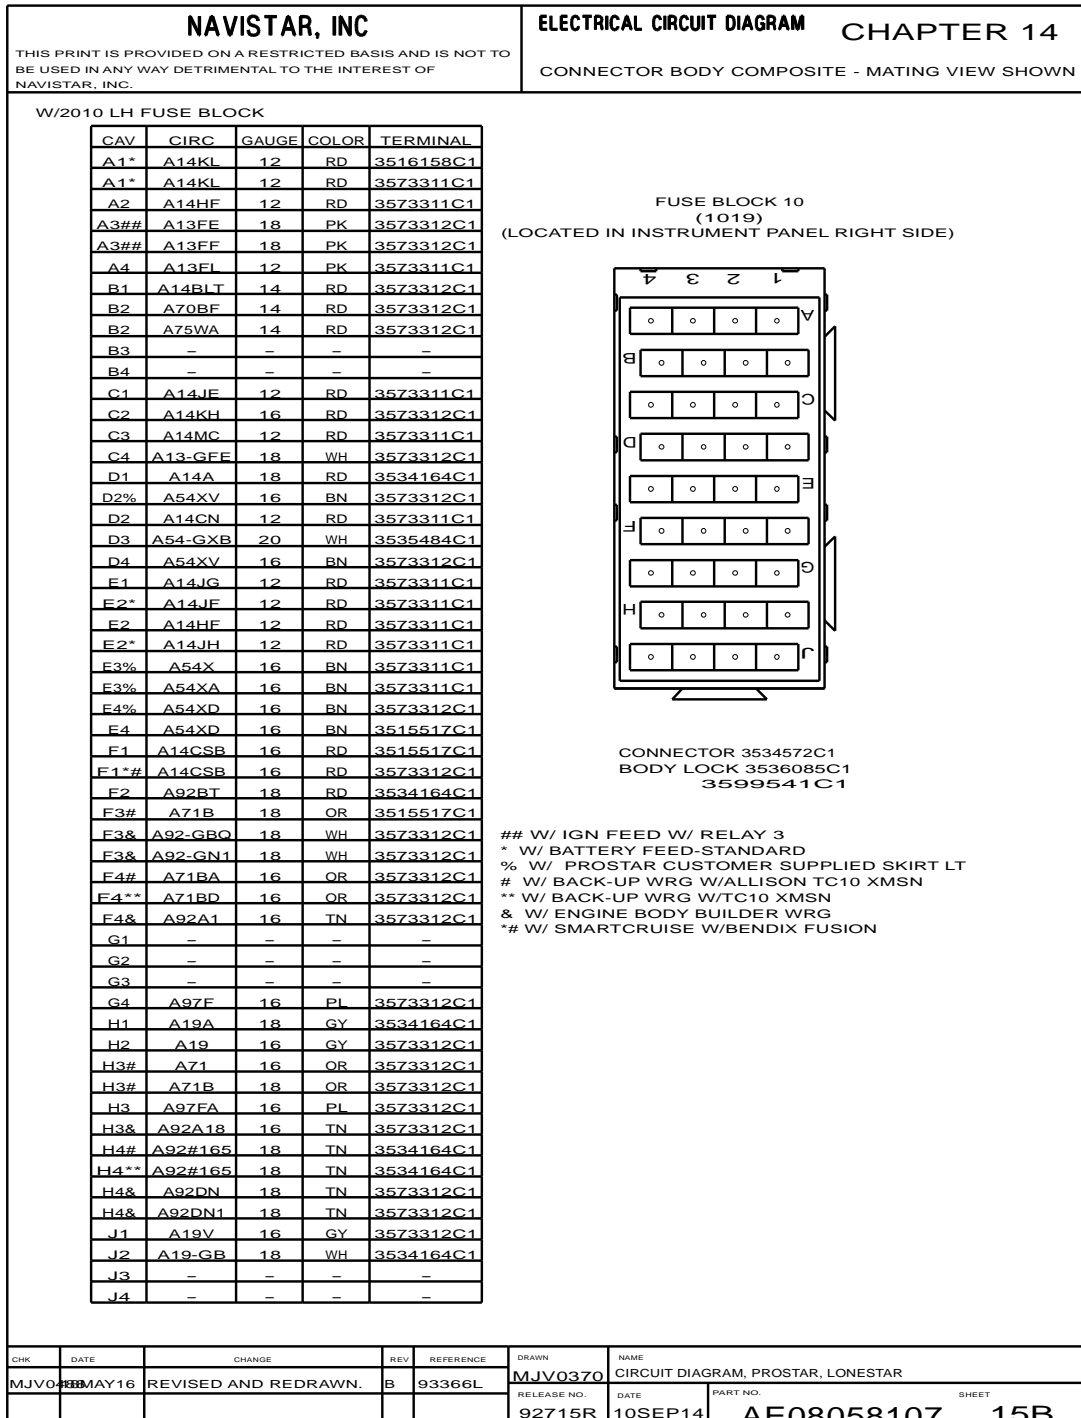 NAVISTAR, INC
THIS PRINT IS PROVIDED ON A RESTRICTED BASIS AND IS NOT TO
BE USED IN ANY WAY DETRIMENTAL TO THE INTEREST OF
NAVISTAR, INC.
ELECTRICAL CIRCUIT DIAGRAM CHAPTER 14
CONNECTOR BODY COMPOSITE - MATING VIEW SHOWN
W/2010 LH FUSE BLOCK
CAV CIRC GAUGE COLOR TERMINAL
A1* A14KL 12 RD 3516158C1
A1* A14KL 12 RD 3573311C1
A2 A14HF 12 RD 3573311C1
A3## A13FE 18 PK 3573312C1
A3## A13FF 18 PK 3573312C1
A4 A13FL 12 PK 3573311C1
B1 A14BLT 14 RD 3573312C1
B2 A70BF 14 RD 3573312C1
B2 A75WA 14 RD 3573312C1
B3 – – – –
B4 – – – –
C1 A14JE 12 RD 3573311C1
C2 A14KH 16 RD 3573312C1
C3 A14MC 12 RD 3573311C1
C4 A13-GFE 18 WH 3573312C1
D1 A14A 18 RD 3534164C1
D2% A54XV 16 BN 3573312C1
D2 A14CN 12 RD 3573311C1
D3 A54-GXB 20 WH 3535484C1
D4 A54XV 16 BN 3573312C1
E1 A14JG 12 RD 3573311C1
E2* A14JF 12 RD 3573311C1
E2 A14HF 12 RD 3573311C1
E2* A14JH 12 RD 3573311C1
E3% A54X 16 BN 3573311C1
E3% A54XA 16 BN 3573311C1
E4% A54XD 16 BN 3573312C1
E4 A54XD 16 BN 3515517C1
F1 A14CSB 16 RD 3515517C1
F1*# A14CSB 16 RD 3573312C1
F2 A92BT 18 RD 3534164C1
F3# A71B 18 OR 3515517C1
F3& A92-GBQ 18 WH 3573312C1
F3& A92-GN1 18 WH 3573312C1
F4# A71BA 16 OR 3573312C1
F4** A71BD 16 OR 3573312C1
F4& A92A1 16 TN 3573312C1
G1 – – – –
G2 – – – –
G3 – – – –
G4 A97F 16 PL 3573312C1
H1 A19A 18 GY 3534164C1
H2 A19 16 GY 3573312C1
H3# A71 16 OR 3573312C1
H3# A71B 18 OR 3573312C1
H3 A97FA 16 PL 3573312C1
H3& A92A18 16 TN 3573312C1
H4# A92#165 18 TN 3534164C1
H4** A92#165 18 TN 3534164C1
H4& A92DN 18 TN 3573312C1
H4& A92DN1 18 TN 3573312C1
J1 A19V 16 GY 3573312C1
J2 A19-GB 18 WH 3534164C1
J3 – – – –
J4 – – – –
FUSE BLOCK 10
(1019)
(LOCATED IN INSTRUMENT PANEL RIGHT SIDE)
4 3 2 1
A
B
C
D
E
F
G
H
J
CONNECTOR 3534572C1
BODY LOCK 3536085C1
3599541C1
## W/ IGN FEED W/ RELAY 3
* W/ BATTERY FEED-STANDARD
% W/ PROSTAR CUSTOMER SUPPLIED SKIRT LT
# W/ BACK-UP WRG W/ALLISON TC10 XMSN
** W/ BACK-UP WRG W/TC10 XMSN
& W/ ENGINE BODY BUILDER WRG
*# W/ SMARTCRUISE W/BENDIX FUSION
CHK DATE CHANGE REV REFERENCE
REVISED AND REDRAWN. B 93366L
DRAWN NAME
MJV0370 CIRCUIT DIAGRAM, PROSTAR, LONESTAR
RELEASE NO. DATE PART NO. SHEET
92715R 10SEP14 AE08058107 15B